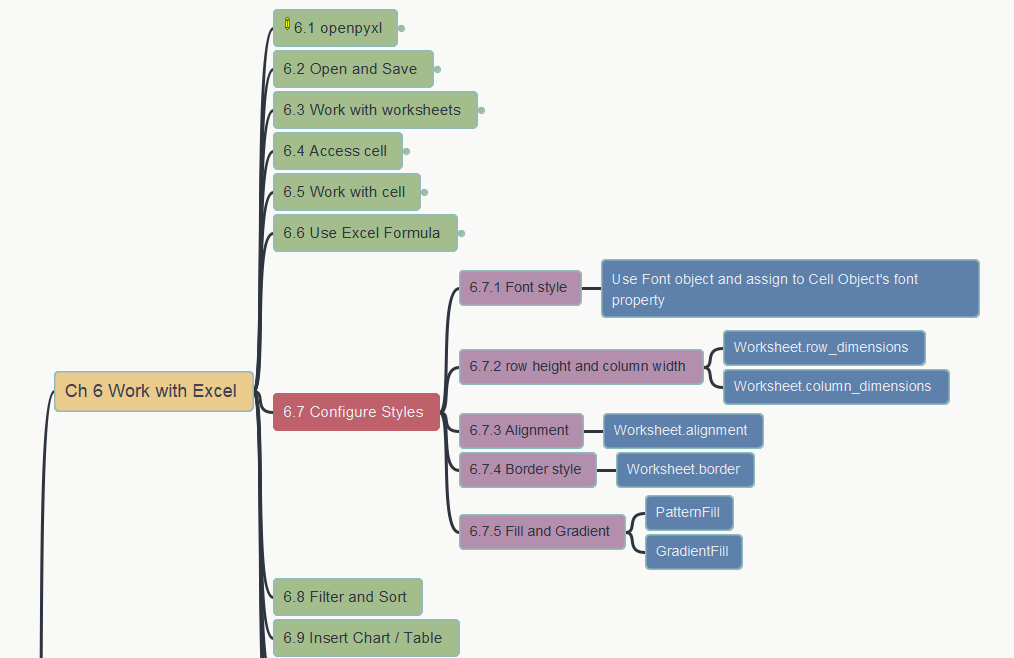 6.1 openpyxl
6.2 Open and Save
6.3 Work with worksheets
6.4 Access cell
6.5 Work with cell
6.6 Use Excel Formula
Ch 6 Work with Excel
6.7 Configure Styles
6.7.1 Font style
Use Font object and assign to Cell Object's font
property
6.7.2 row height and column width
Worksheet.row_dimensions
Worksheet.column_dimensions
6.7.3 Alignment
Worksheet.alignment
6.7.4 Border style
Worksheet.border
6.7.5 Fill and Gradient
PatternFill
GradientFill
6.8 Filter and Sort
6.9 Insert Chart / Table